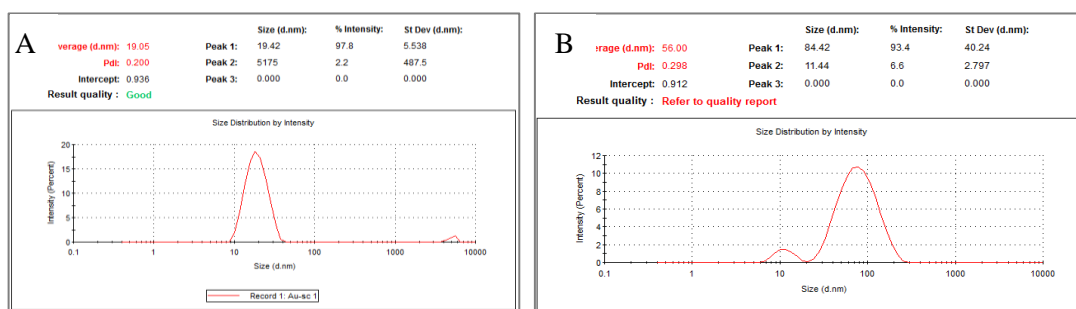 A
Size (d.nm): % Intensity: St Dev (d.nm):
verage (d.nm): 19.05 Peak 1: 19.42 97.8 5.538
PdI: 0.200 Peak 2: 5175 2.2 487.5
Intercept: 0.936 Peak 3: 0.000 0.0 0.000
Result quality : Good
Size Distribution by Intensity
Intensity (Percent)
20
15
10
5
0
0.1 1 10 100 1000 10000
Size (d.nm)
Record 1: Au-sc 1
B
Size (d.nm): % Intensity: St Dev (d.nm):
erage (d.nm): 56.00 Peak 1: 84.42 93.4 40.24
PdI: 0.298 Peak 2: 11.44 6.6 2.797
Intercept: 0.912 Peak 3: 0.000 0.0 0.000
Result quality : Refer to quality report
Size Distribution by Intensity
Intensity (Percent)
12
10
8
6
4
2
0
0.1 1 10 100 1000 10000
Size (d.nm)